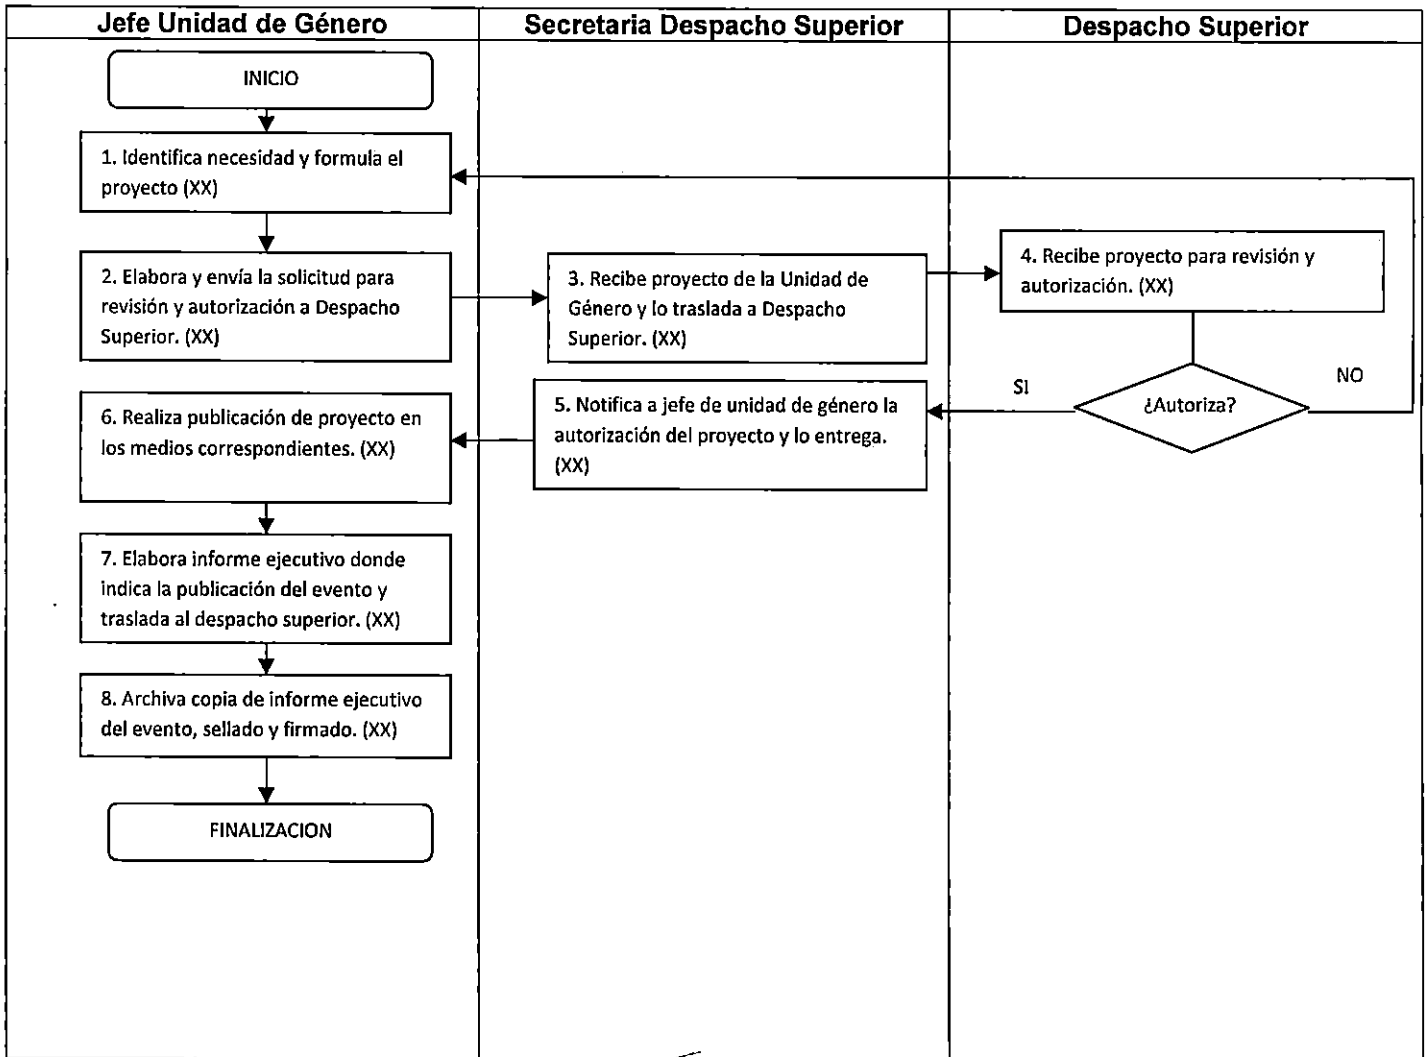 Jefe Unidad de Género
Secretaria Despacho Superior
Despacho Superior
INICIO
1. Identifica necesidad y formula el
proyecto (XX)
2. Elabora y envía la solicitud para
revisión y autorización a Despacho
Superior. (XX)
3. Recibe proyecto de la Unidad de
Género y lo traslada a Despacho
Superior. (XX)
4. Recibe proyecto para revisión y
autorización. (XX)
¿Autoriza?
SI
NO
5. Notifica a jefe de unidad de género la
autorización del proyecto y lo entrega.
(XX)
6. Realiza publicación de proyecto en
los medios correspondientes. (XX)
7. Elabora informe ejecutivo donde
indica la publicación del evento y
traslada al despacho superior. (XX)
8. Archiva copia de informe ejecutivo
del evento, sellado y firmado. (XX)
FINALIZACION